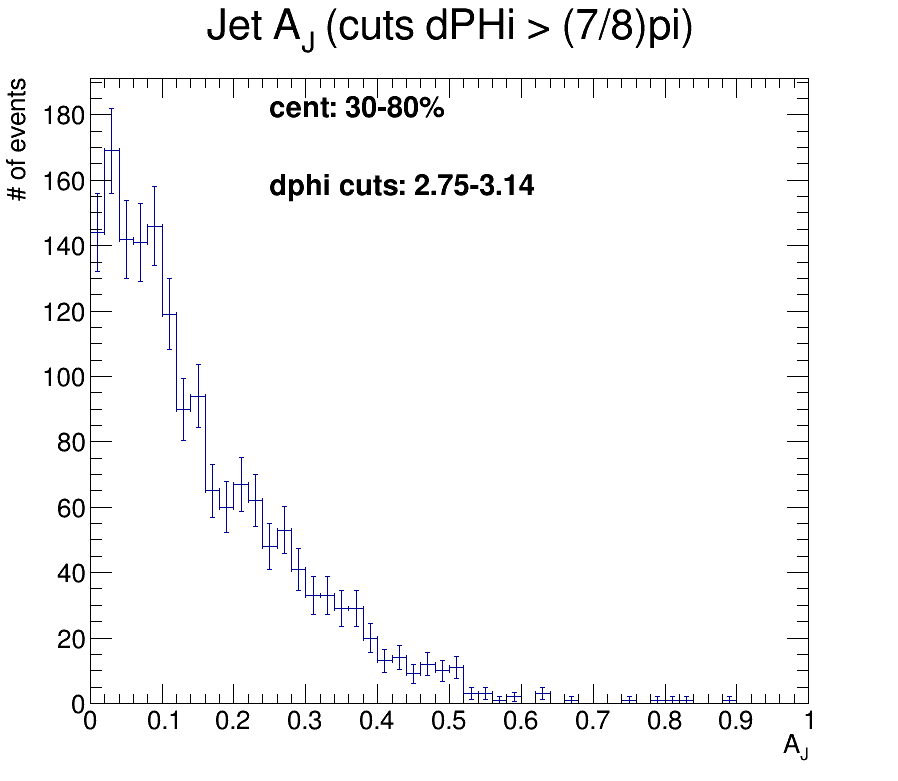 Jet AJ (cuts dPHi > (7/8)pi)
# of events
cent: 30-80%
dphi cuts: 2.75-3.14
180
160
140
120
100
80
60
40
20
0
0 0.1 0.2 0.3 0.4 0.5 0.6 0.7 0.8 0.9 1
AJ